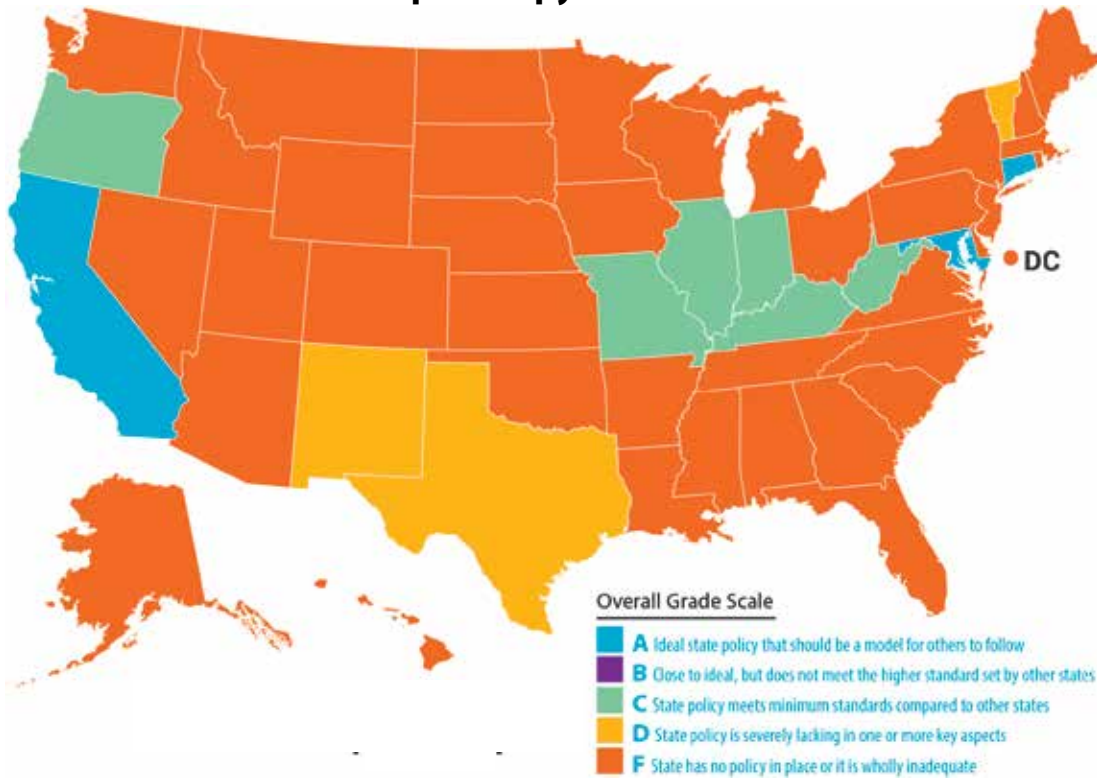 DC
Overall Grade Scale
A Ideal state policy that should be a model for others to follow
B Close to ideal, but does not meet the higher standard set by other states
C State policy meets minimum standards compared to other states
D State policy is severely lacking in one or more key aspects
F State has no policy in place or it is wholly inadequate